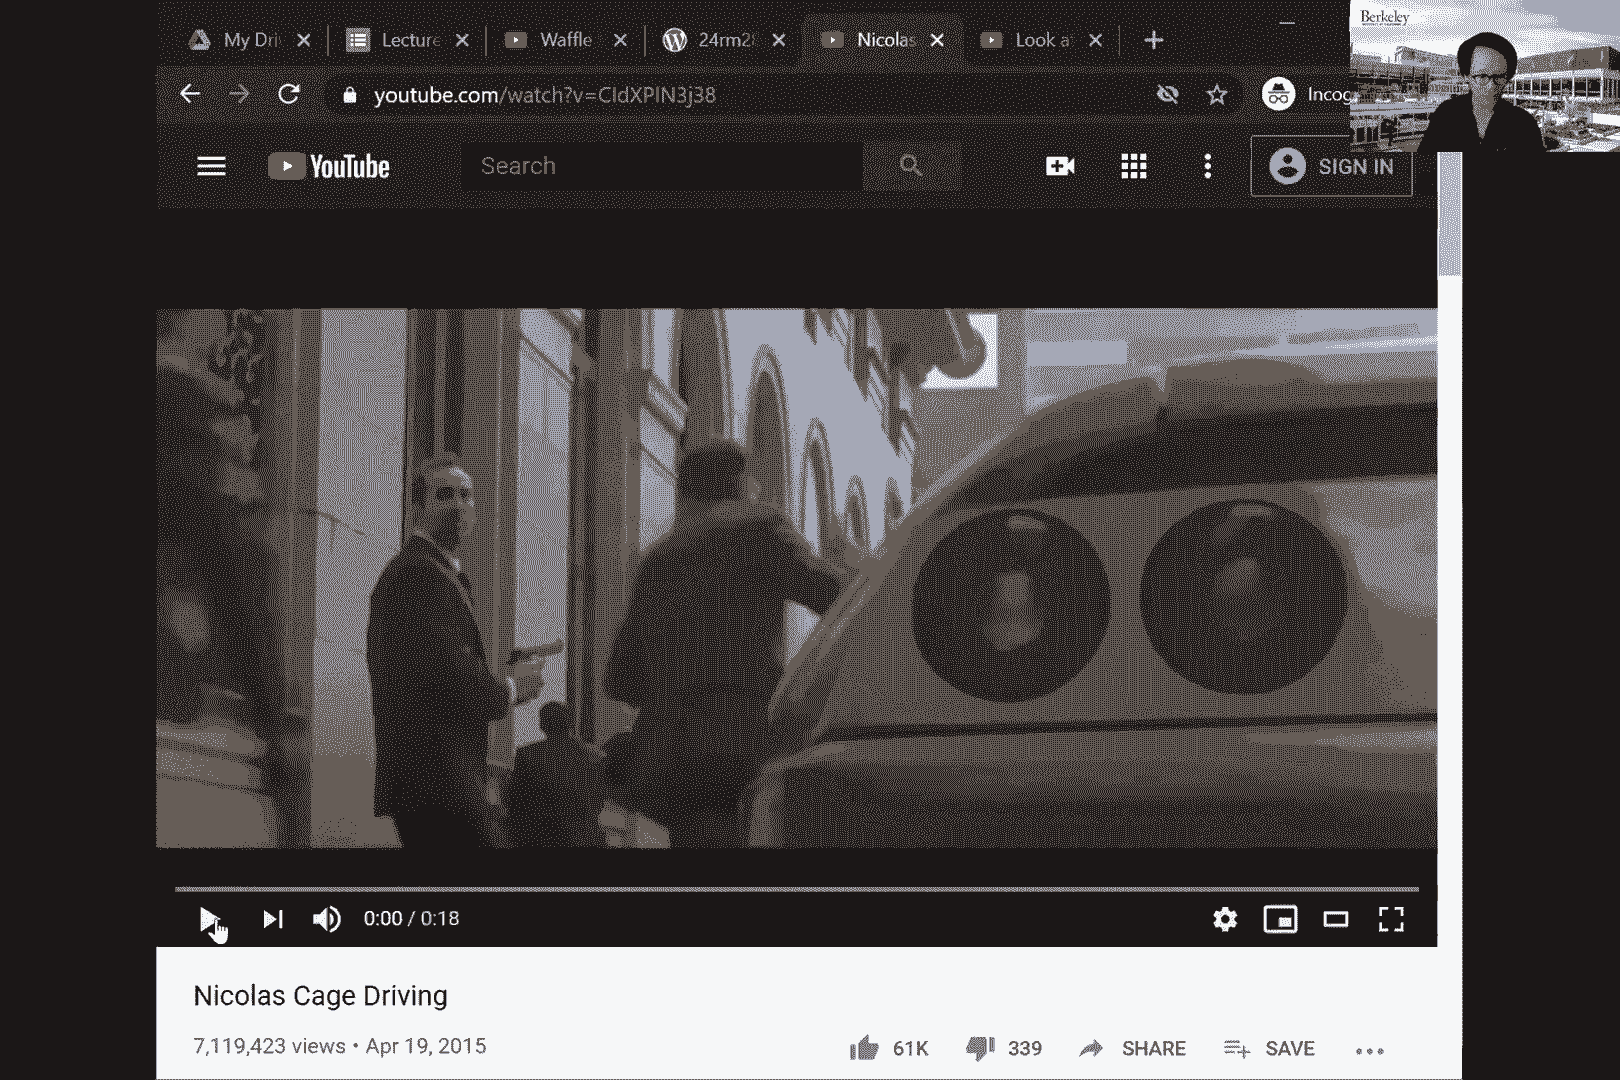 My Dri
Lecture
Waffle
24rm2
Nicolas
Look a
youtube.com/watch?v=CIdXPIN3j38
Incog
Berkeley
YouTube
Search
SIGN IN
0:00 / 0:18
Nicolas Cage Driving
7,119,423 views • Apr 19, 2015
61K
339
SHARE
SAVE